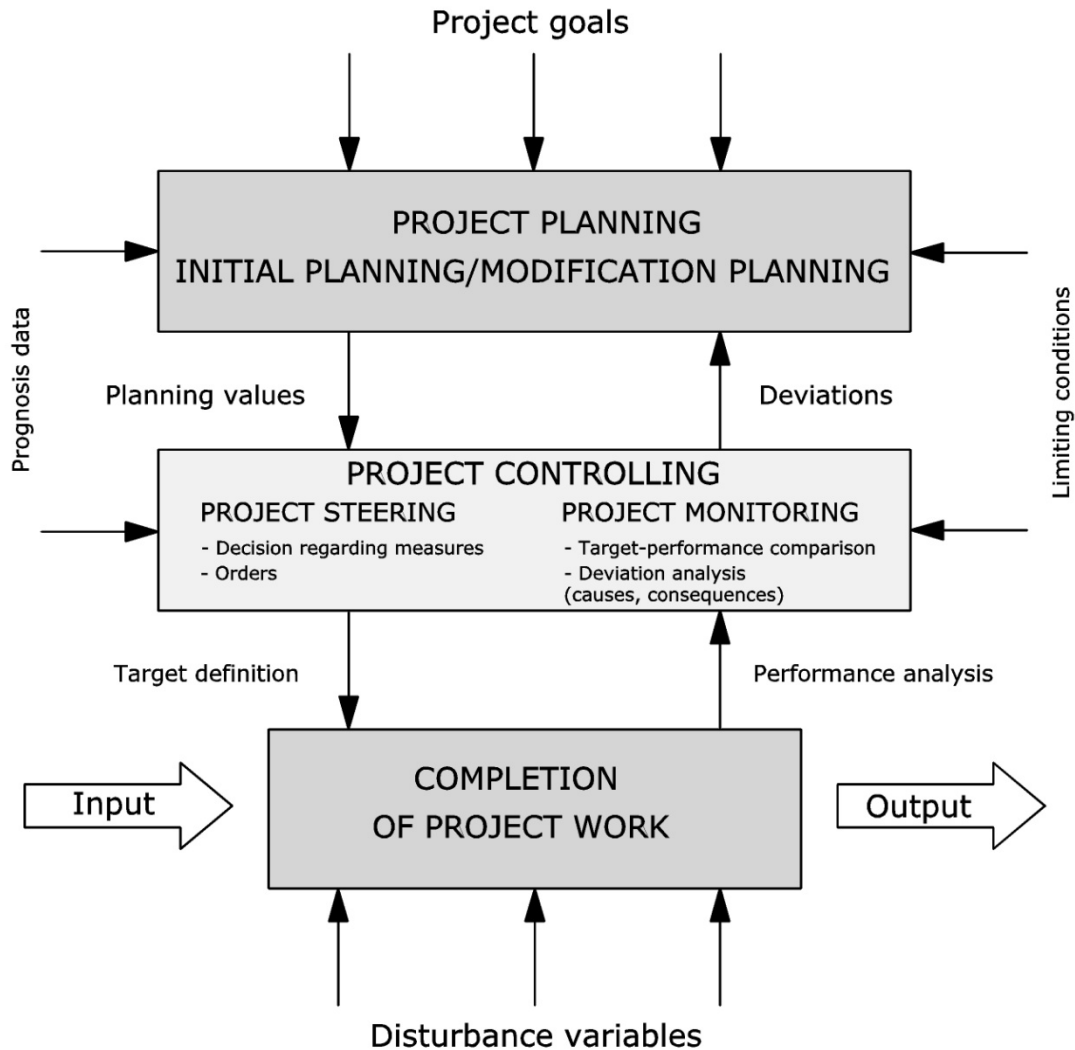 Project goals
PROJECT PLANNING
INITIAL PLANNING/MODIFICATION PLANNING
Prognosis data
Limiting conditions
Planning values
Deviations
PROJECT CONTROLLING
PROJECT STEERING
- Decision regarding measures
- Orders
PROJECT MONITORING
- Target-performance comparison
- Deviation analysis
(causes, consequences)
Target definition
Performance analysis
Input
COMPLETION
OF PROJECT WORK
Output
Disturbance variables